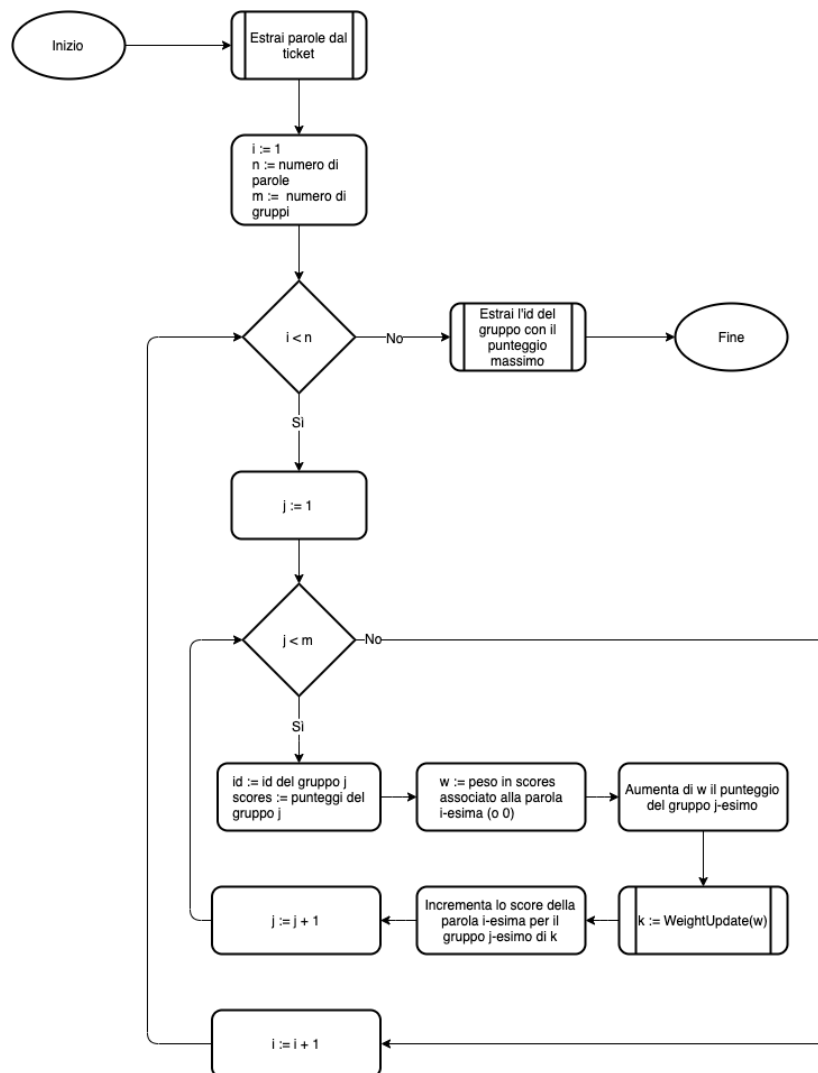 Inizio
Estrai parole dal
ticket
i := 1
n := numero di
parole
m := numero di
gruppi
i < n
No
Estrai l'id del
gruppo con il
punteggio
massimo
Fine
Sì
j := 1
j < m
No
Sì
id := id del gruppo j
scores := punteggi del
gruppo j
w := peso in scores
associato alla parola
i-esima (o 0)
Aumenta di w il punteggio
del gruppo j-esimo
k := WeightUpdate(w)
Incrementa lo score della
parola i-esima per il
gruppo j-esimo di k
j := j + 1
i := i + 1